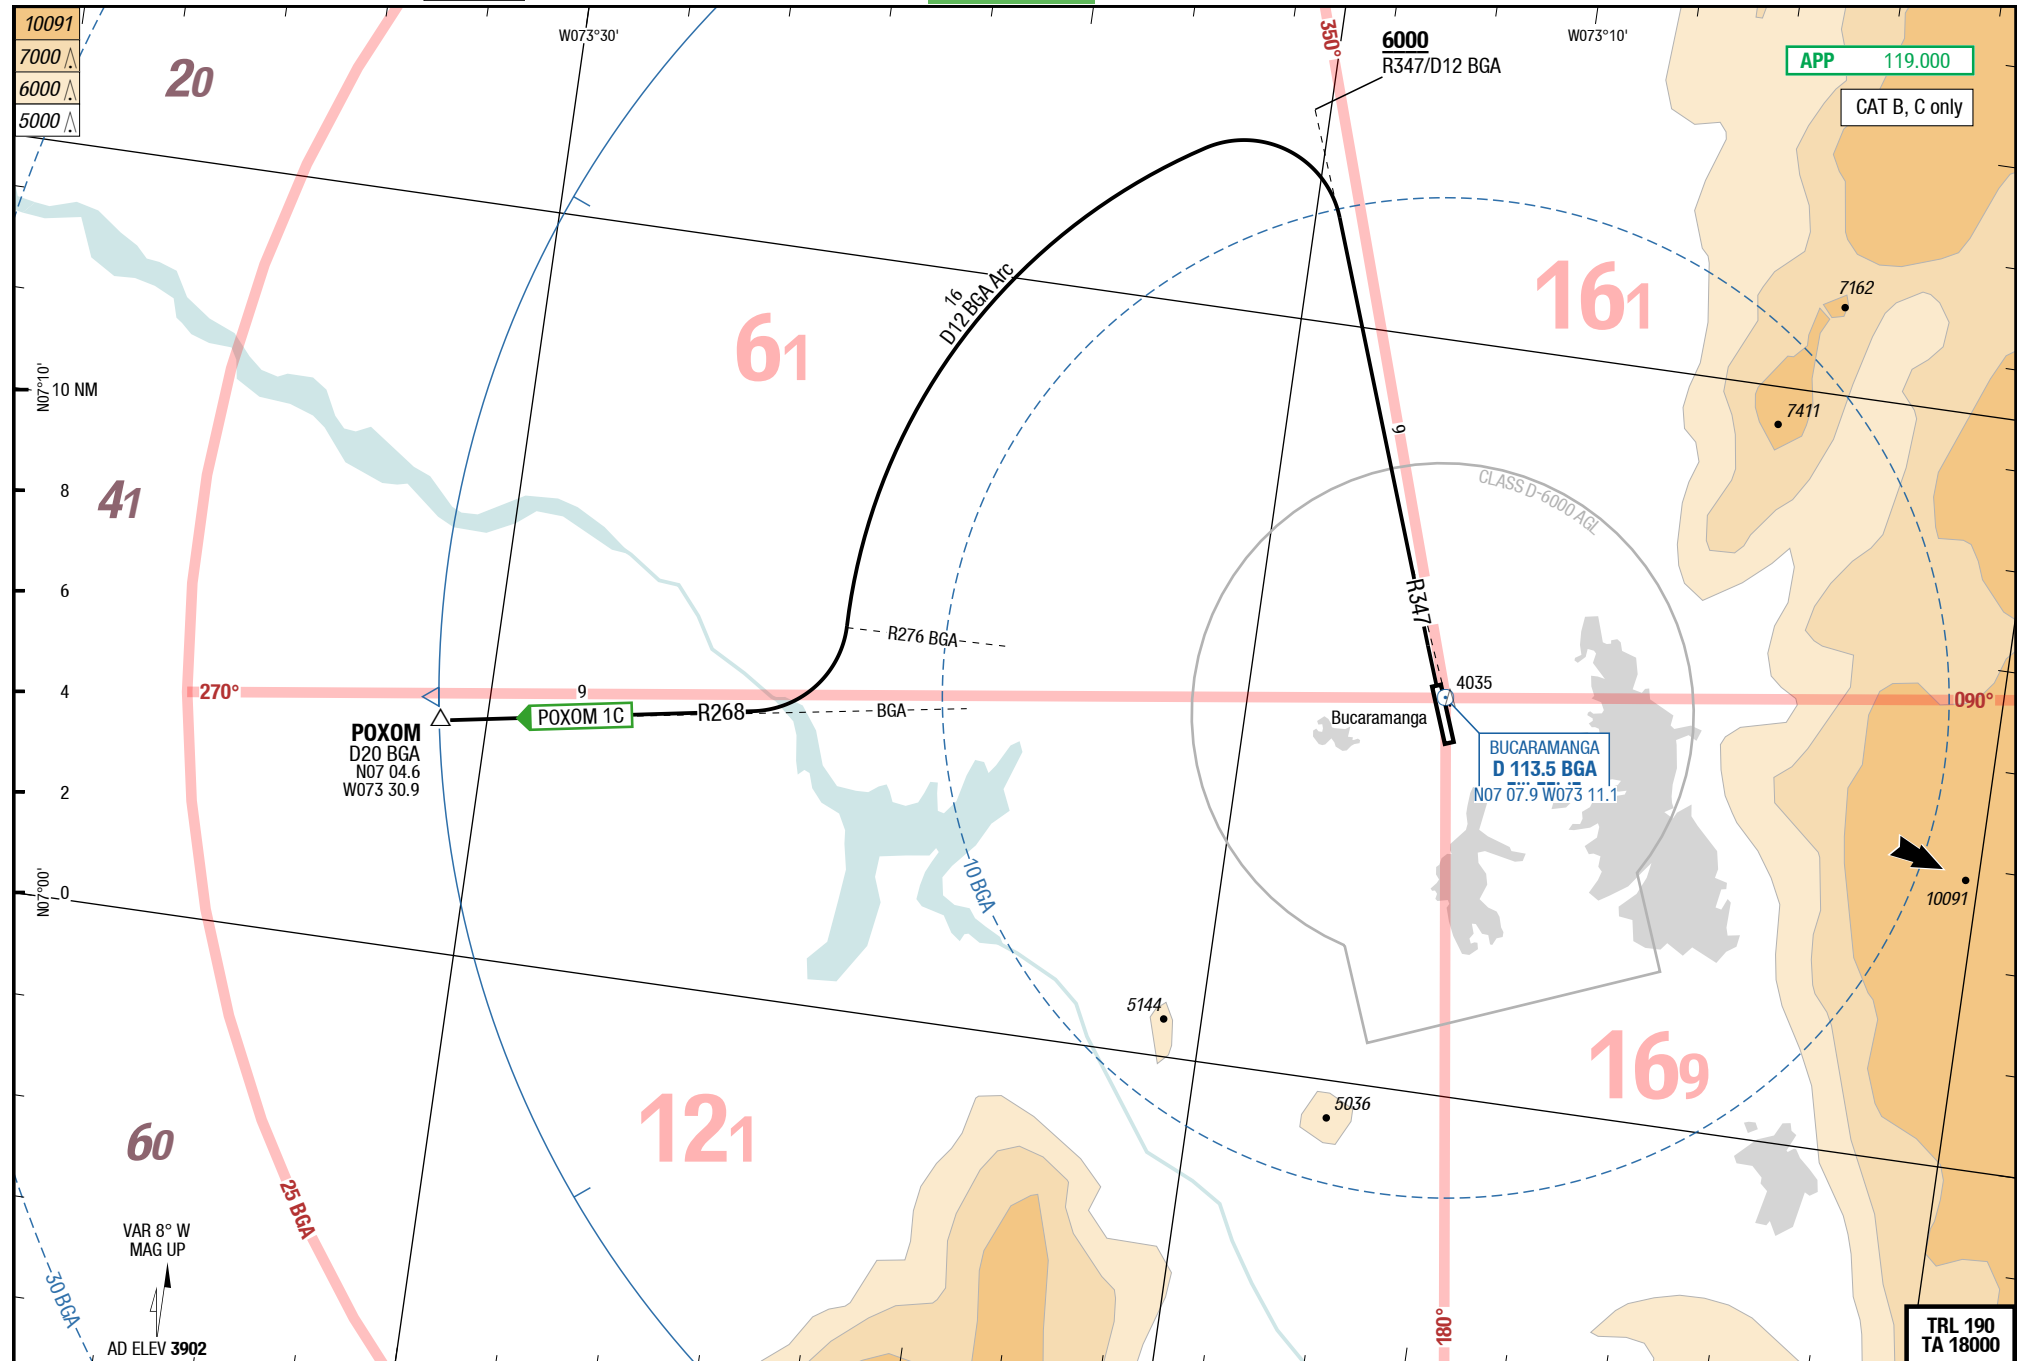 10091
7000
6000
5000
20
W073°30'
350°
6000
R347/D12 BGA
W073°10'
APP 119.000
CAT B, C only
16
D12 BGA Arc
61
161
7162
7411
N07°10'
10 NM
8
6
4
2
0
N07°00'
41
9
CLASS D-6000 AGL
R347
R276 BGA
270°
9
POXOM 1C
R268
BGA
4035
090°
POXOM
D20 BGA
N07 04.6
W073 30.9
Bucaramanga
BUCARAMANGA
D 113.5 BGA
N07 07.9 W073 11.1
10 BGA
10091
5144
5036
169
121
60
25 BGA
30 BGA
180°
VAR 8° W
MAG UP
AD ELEV 3902
TRL 190
TA 18000